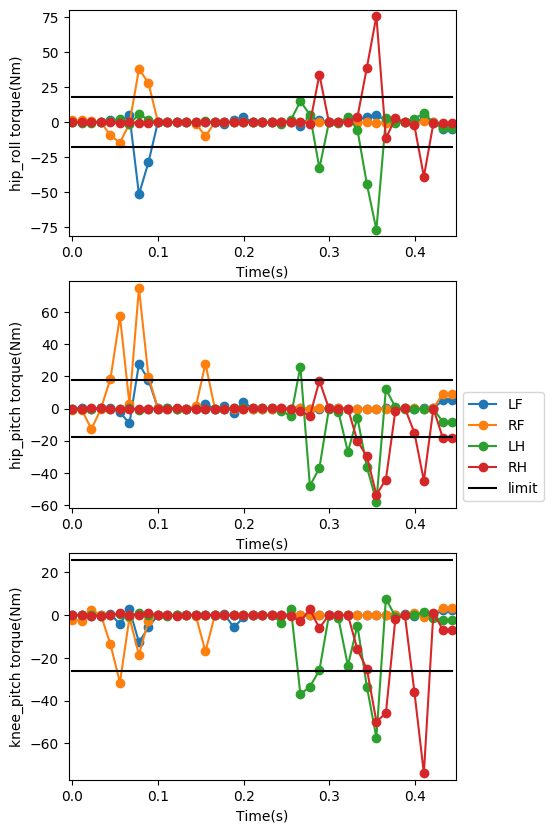 75
50
25
0
−25
−50
−75
hip_roll torque(Nm)
0.0 0.1 0.2 0.3 0.4
Time(s)
60
40
20
0
−20
−40
−60
hip_pitch torque(Nm)
0.0 0.1 0.2 0.3 0.4
Time(s)
LF
RF
LH
RH
limit
20
0
−20
−40
−60
knee_pitch torque(Nm)
0.0 0.1 0.2 0.3 0.4
Time(s)